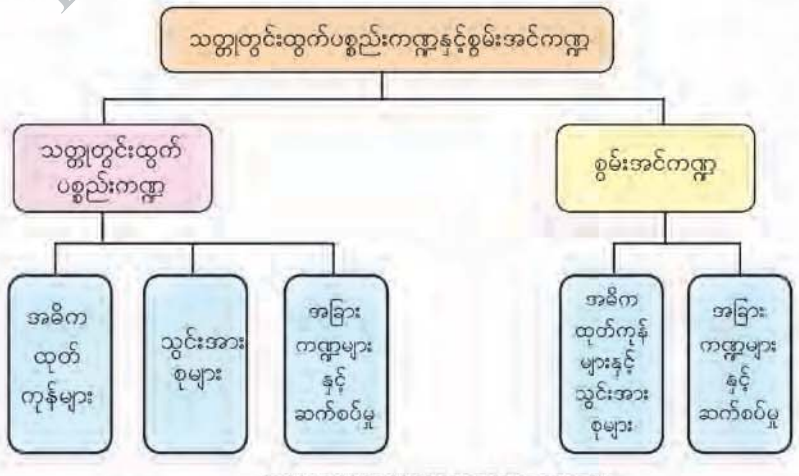 သတ္တုတွင်းထွက်ပစ္စည်းကဏ္ဍနှင့်စွမ်းအင်ကဏ္ဍ
သတ္တုတွင်းထွက်
ပစ္စည်းကဏ္ဍ
စွမ်းအင်ကဏ္ဍ
အဓိက
ထုတ်
ကုန်များ
သွင်းအား
စုများ
အခြား
ကဏ္ဍများ
နှင့်
ဆက်စပ်မှု
အဓိက
ထုတ်ကုန်
များနှင့်
သွင်းအား
စုများ
အခြား
ကဏ္ဍများ
နှင့်
ဆက်စပ်မှု